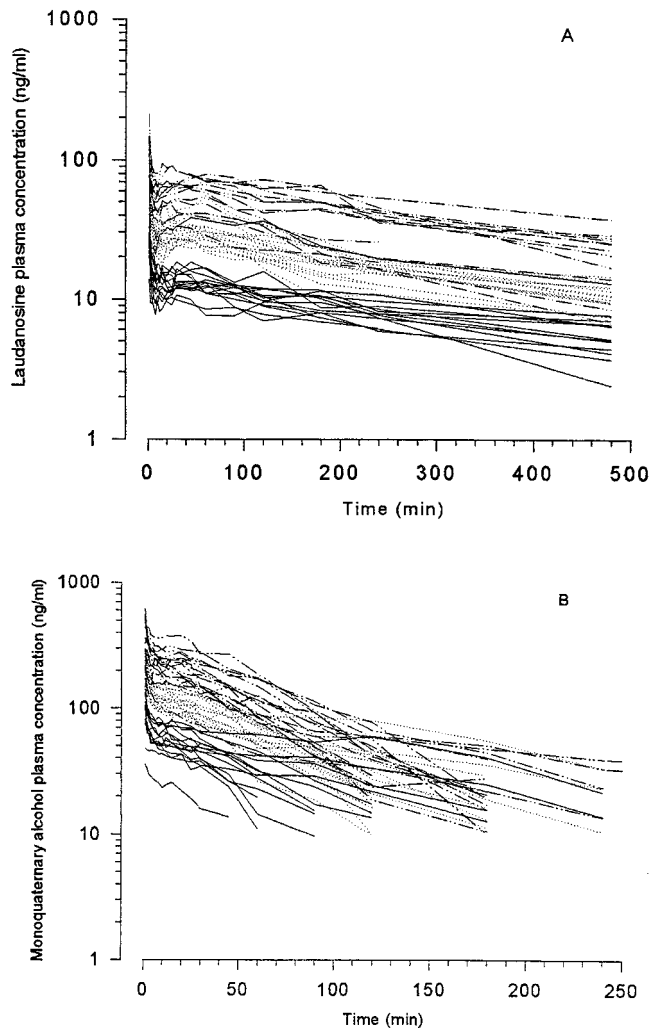 A
Laudanosine plasma concentration (ng/ml)
1000
100
10
1
0 100 200 300 400 500
Time (min)
B
Monoquaternary alcohol plasma concentration (ng/ml)
1000
100
10
1
0 50 100 150 200 250
Time (min)